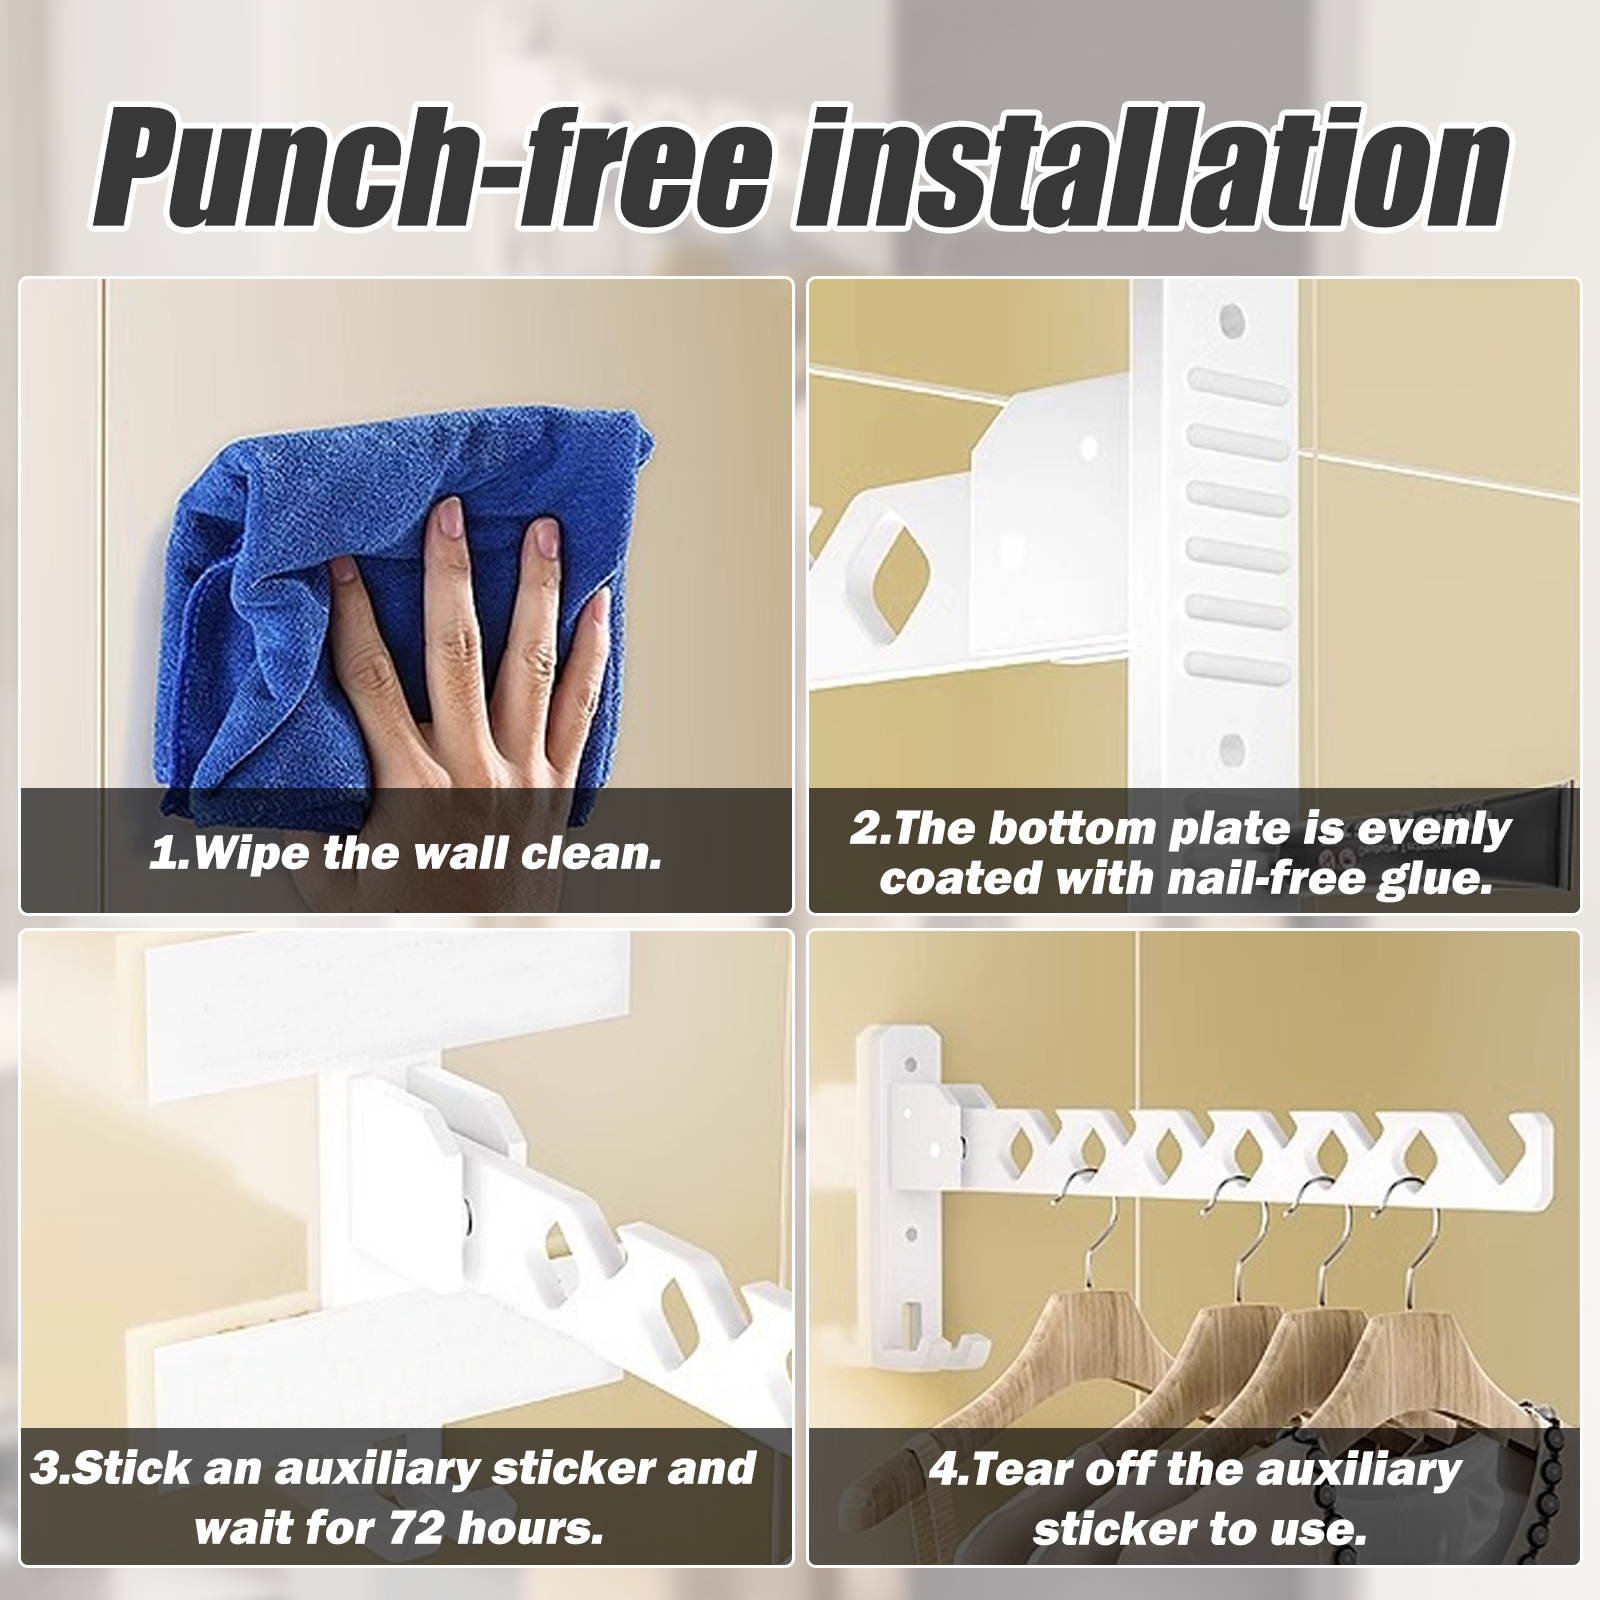 Punch-free installation
1.Wipe the wall clean.
2.The bottom plate is evenly
coated with nail-free glue.
3.Stick an auxiliary sticker and
wait for 72 hours.
4.Tear off the auxiliary
sticker to use.